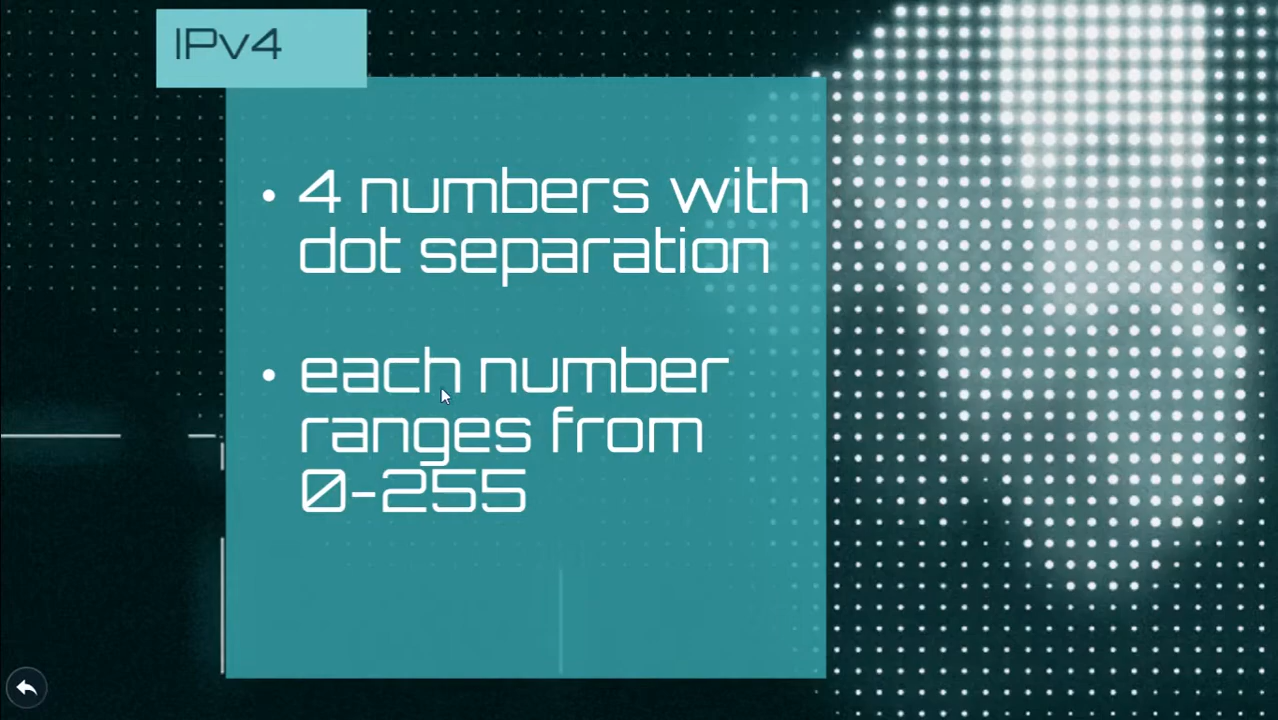 IPv4
• 4 numbers with
dot separation
• each number
ranges from
0-255